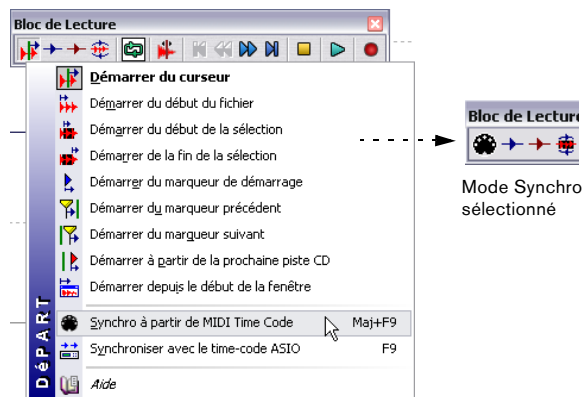 Bloc de Lecture
Démarrer du curseur
Démarrer du début du fichier
Démarrer du début de la sélection
Démarrer de la fin de la sélection
Démarrer du marqueur de démarrage
Démarrer du marqueur précédent
Démarrer du marqueur suivant
Démarrer à partir de la prochaine piste CD
Démarrer depuis le début de la fenêtre
Synchro à partir de MIDI Time Code Maj+F9
Synchroniser avec le time-code ASIO F9
Aide
DéPART
Bloc de Lecture
Mode Synchro
sélectionné